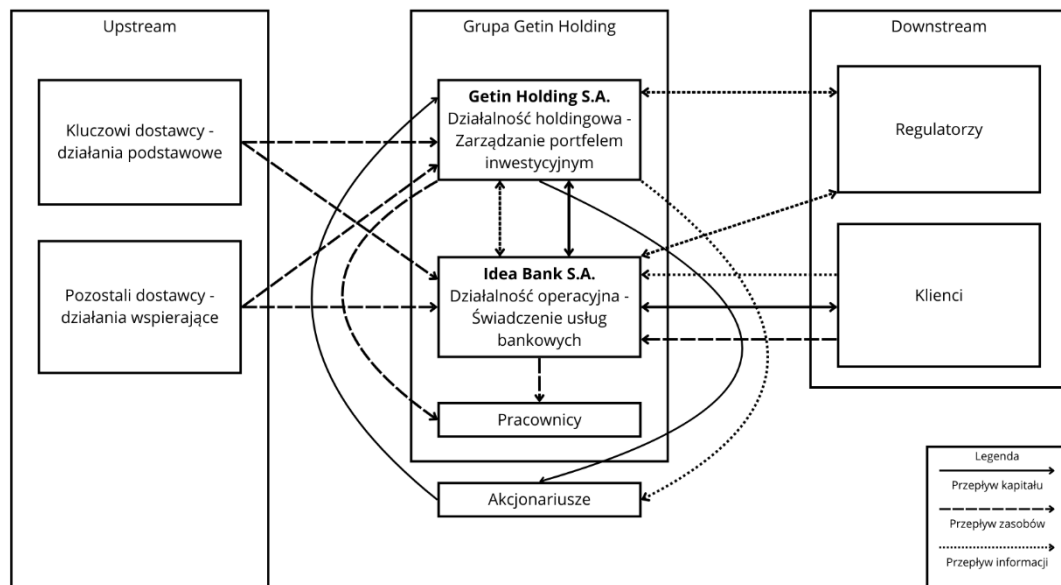 Upstream
Kluczowi dostawcy -
działania podstawowe
Pozostali dostawcy -
działania wspierające
Grupa Getin Holding
Getin Holding S.A.
Działalność holdingowa -
Zarządzanie portfelem
inwestycyjnym
Idea Bank S.A.
Działalność operacyjna -
Świadczenie usług
bankowych
Pracownicy
Akcjonariusze
Downstream
Regulatorzy
Klienci
Legenda
Przepływ kapitału
Przepływ zasobów
Przepływ informacji